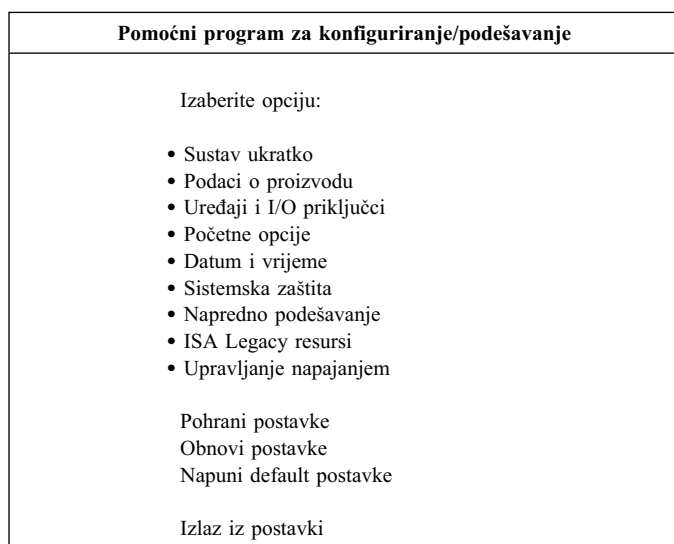 Pomoćni program za konfiguriranje/podešavanje
Izaberite opciju:
• Sustav ukratko
• Podaci o proizvodu
• Uređaji i I/O priključci
• Početne opcije
• Datum i vrijeme
• Sistemska zaštita
• Napredno podešavanje
• ISA Legacy resursi
• Upravljanje napajanjem
Pohrani postavke
Obnovi postavke
Napuni default postavke
Izlaz iz postavki